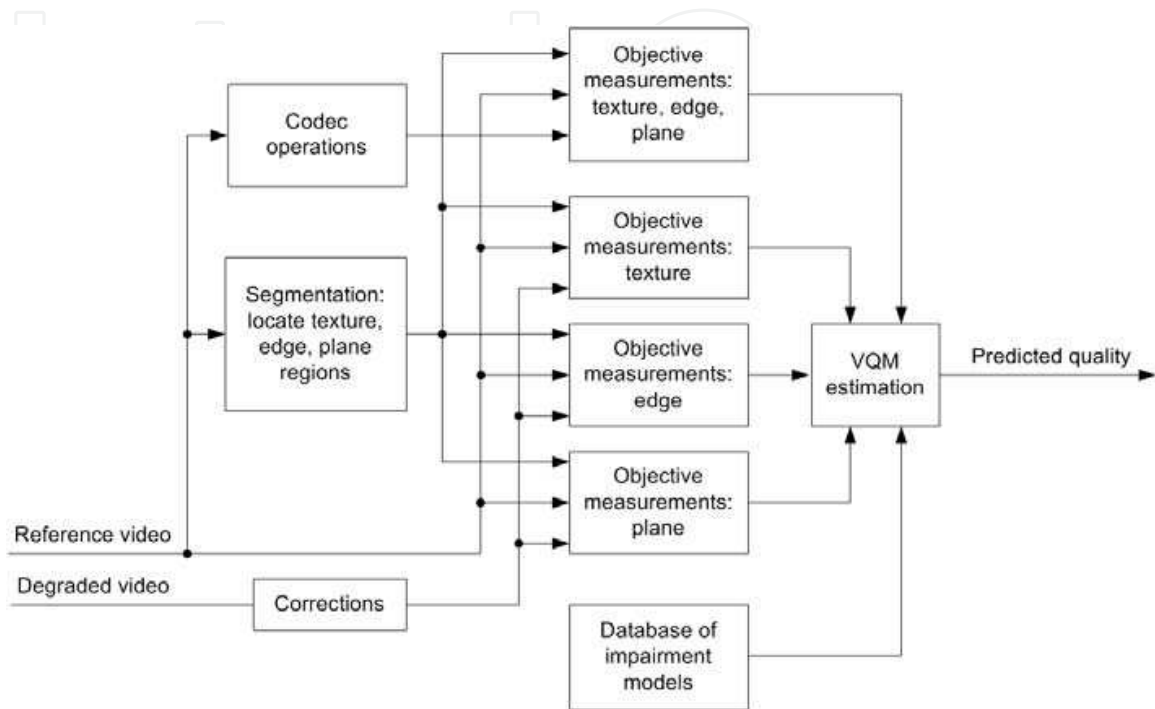 Codec
operations
Segmentation:
locate texture,
edge, plane
regions
Reference video
Degraded video
Corrections
Objective
measurements:
texture, edge,
plane
Objective
measurements:
texture
Objective
measurements:
edge
Objective
measurements:
plane
Database of
impairment
models
VQM
estimation
Predicted quality